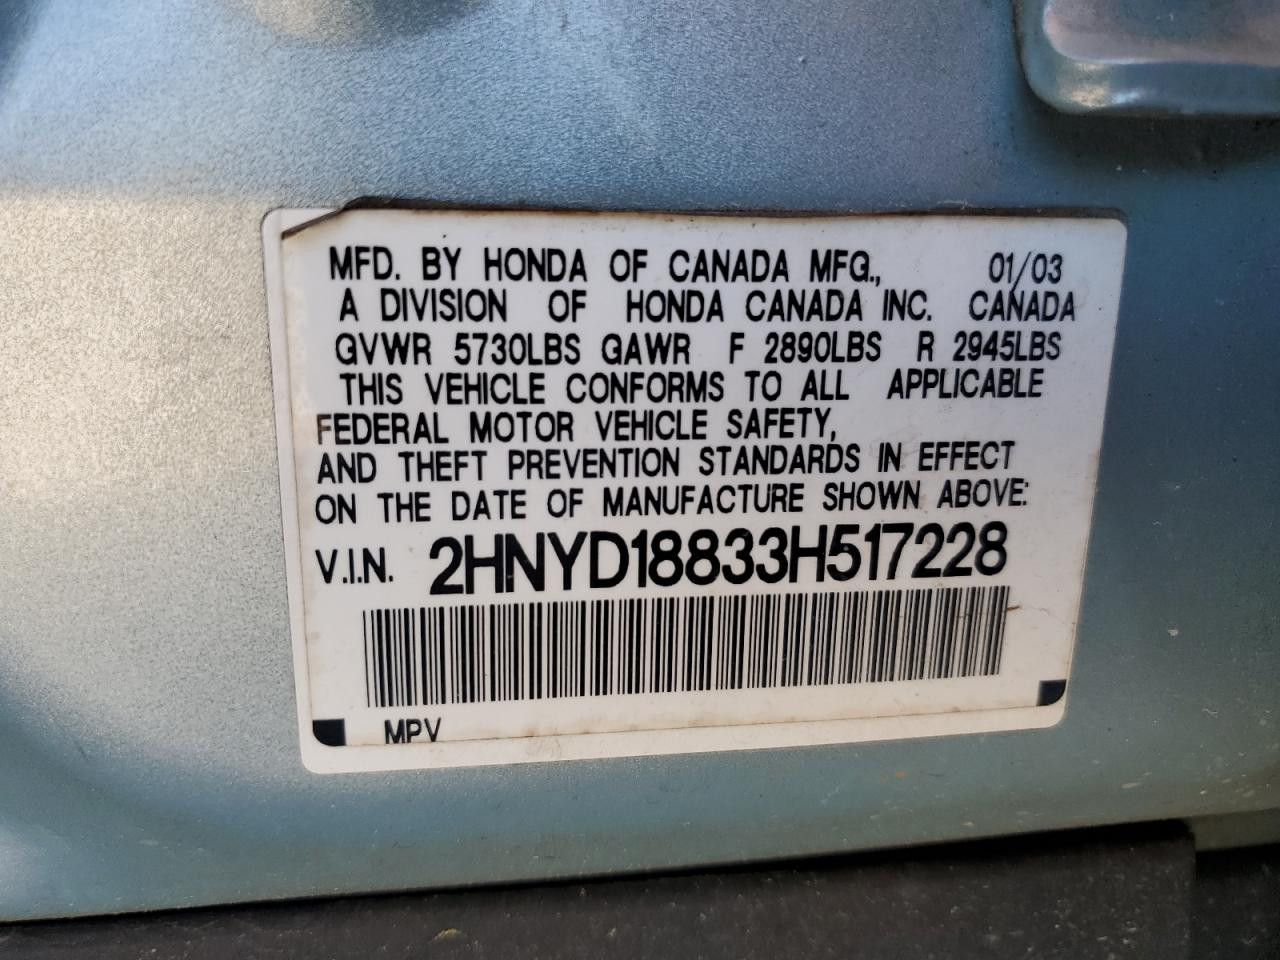 MFD. BY HONDA OF CANADA MFG., 01/03
A DIVISION OF HONDA CANADA INC. CANADA
GVWR 5730LBS GAWR F 2890LBS R 2945LBS
THIS VEHICLE CONFORMS TO ALL APPLICABLE
FEDERAL MOTOR VEHICLE SAFETY,
AND THEFT PREVENTION STANDARDS IN EFFECT
ON THE DATE OF MANUFACTURE SHOWN ABOVE:
V.I.N. 2HNYD18833H517228
MPV